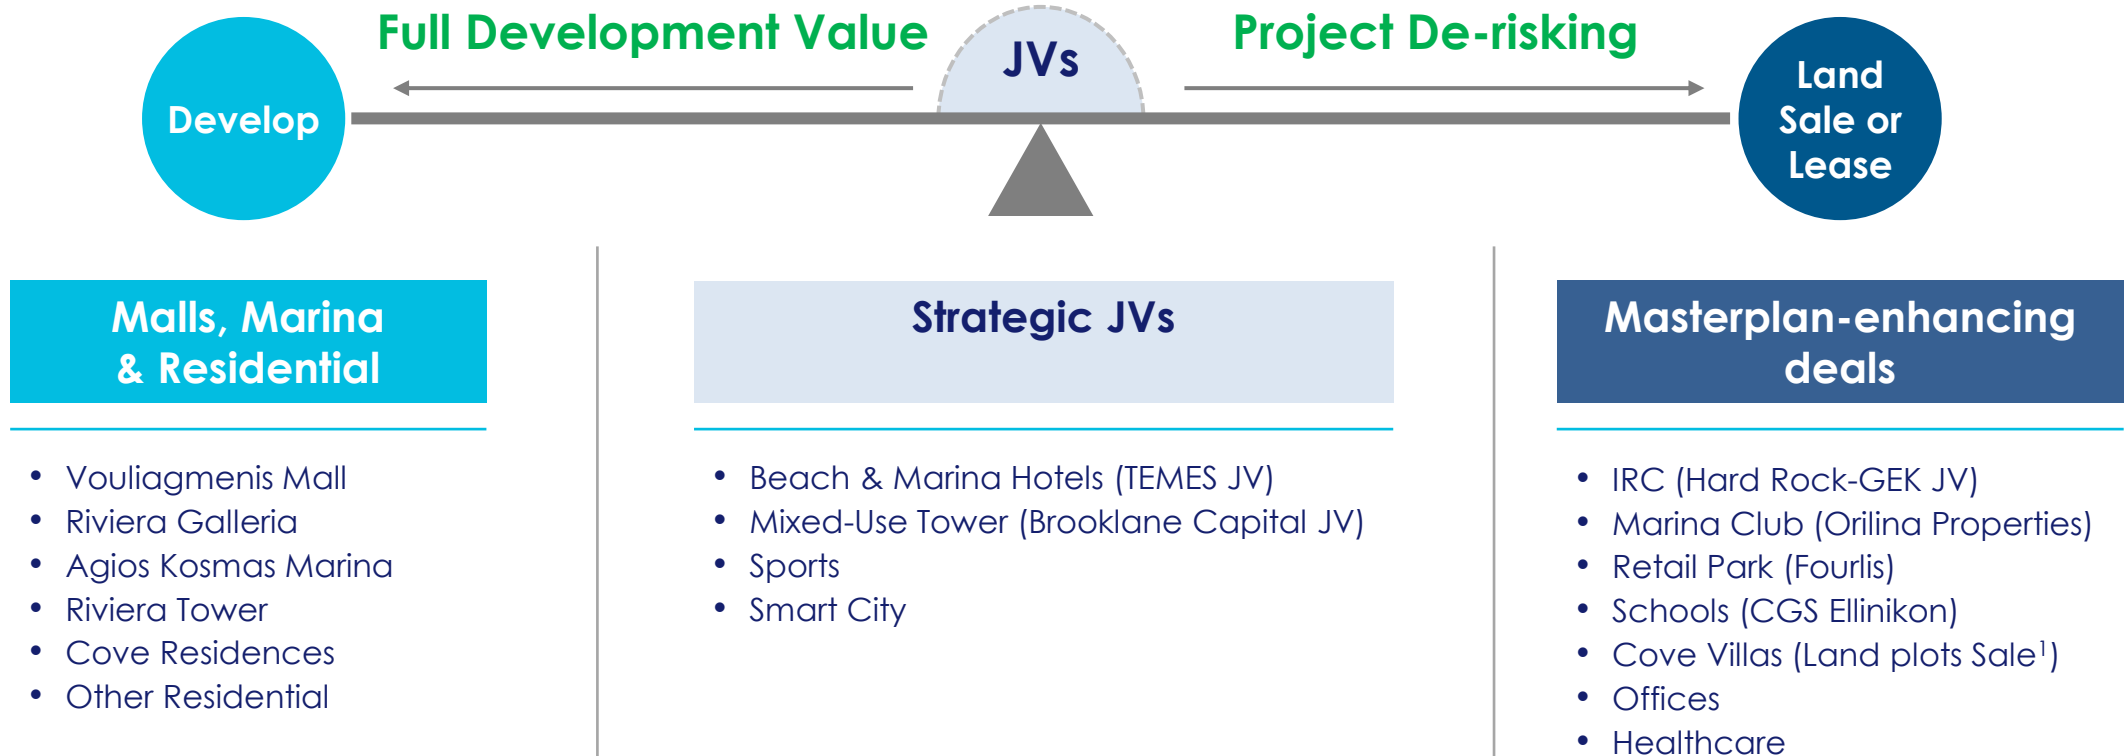 Full Development Value
JVs
Project De-risking
Develop
Land
Sale or
Lease
Malls, Marina
& Residential
• Vouliagmenis Mall
• Riviera Galleria
• Agios Kosmas Marina
• Riviera Tower
• Cove Residences
• Other Residential
Strategic JVs
• Beach & Marina Hotels (TEMES JV)
• Mixed-Use Tower (Brooklane Capital JV)
• Sports
• Smart City
Masterplan-enhancing
deals
• IRC (Hard Rock-GEK JV)
• Marina Club (Orilina Properties)
• Retail Park (Fourlis)
• Schools (CGS Ellinikon)
• Cove Villas (Land plots Sale¹)
• Offices
• Healthcare